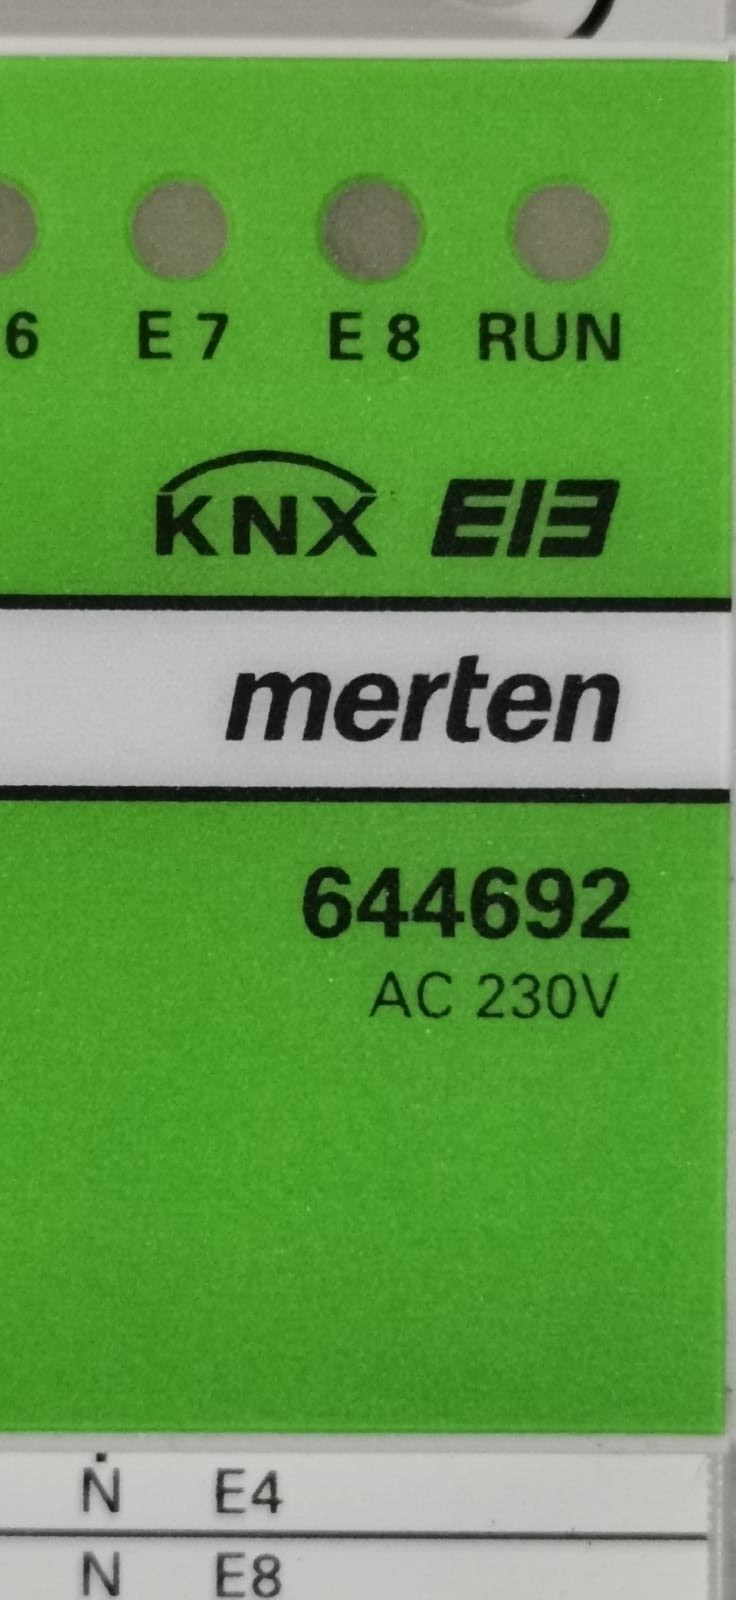 6 E 7 E 8 RUN
KNX EIB
merten
644692
AC 230V
N E4
N E8